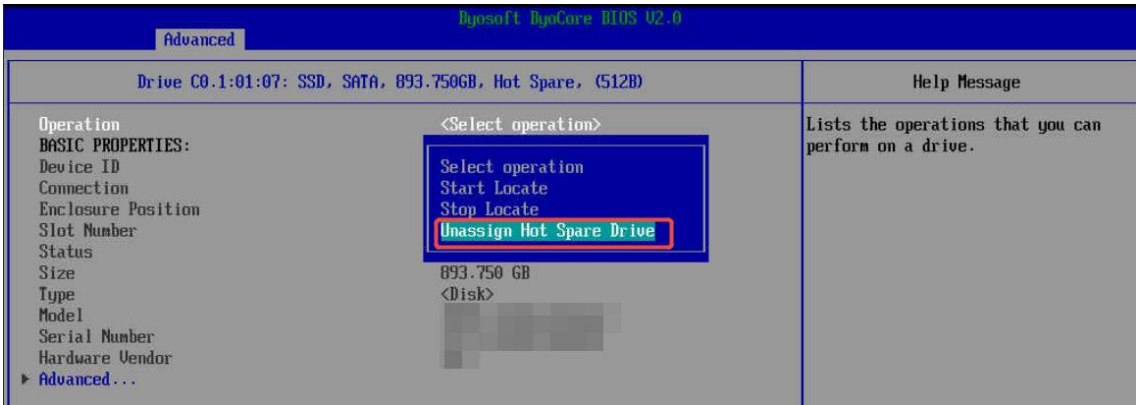 Byosoft ByoCore BIOS V2.0
Advanced
Drive C0.1:01:07: SSD, SATA, 893.750GB, Hot Spare, (512B)
Help Message
Operation <Select operation>
Lists the operations that you can
perform on a drive.
BASIC PROPERTIES:
Device ID
Connection
Enclosure Position
Slot Number
Status
Select operation
Start Locate
Stop Locate
Unassign Hot Spare Drive
Size 893.750 GB
Type <Disk>
Model
Serial Number
Hardware Vendor
Advanced...